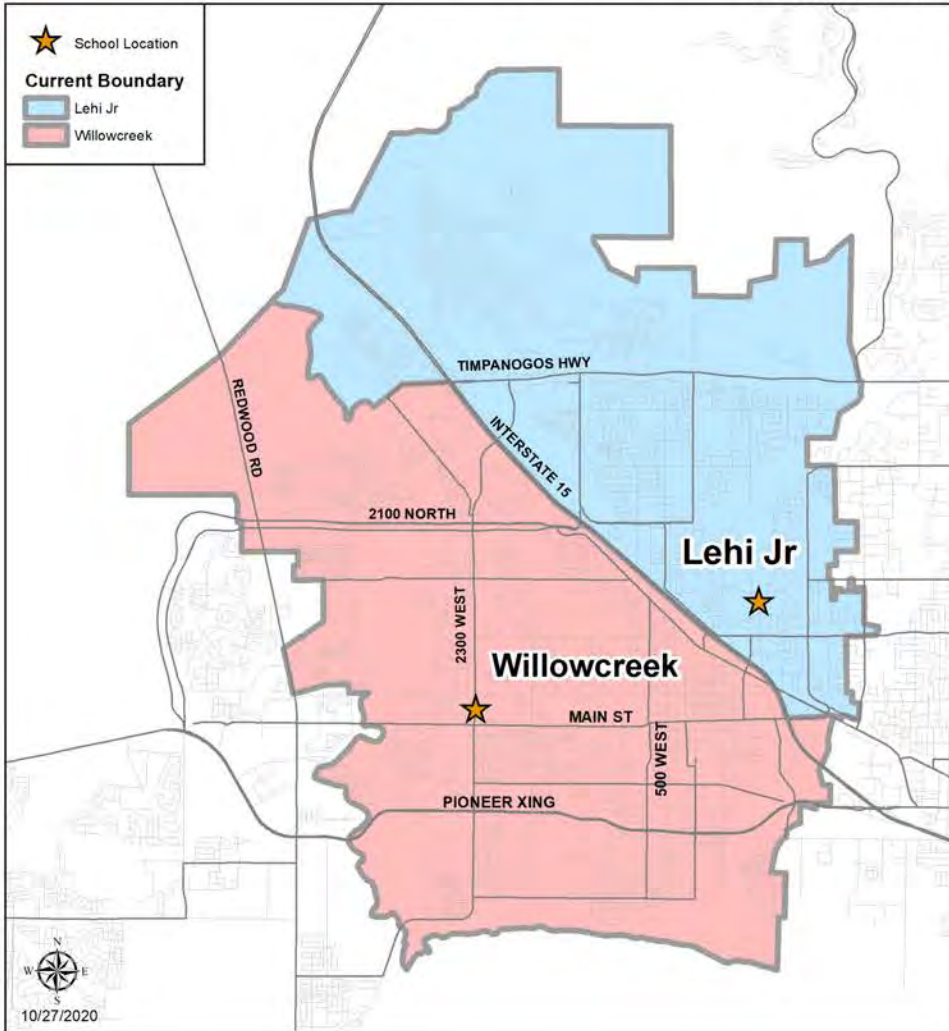 School Location
Current Boundary
Lehi Jr
Willowcreek
TIMPANOGOS HWY
REDWOOD RD
INTERSTATE 15
2100 NORTH
Lehi Jr
2300 WEST
Willowcreek
MAIN ST
500 WEST
PIONEER XING
N
W E
S
10/27/2020